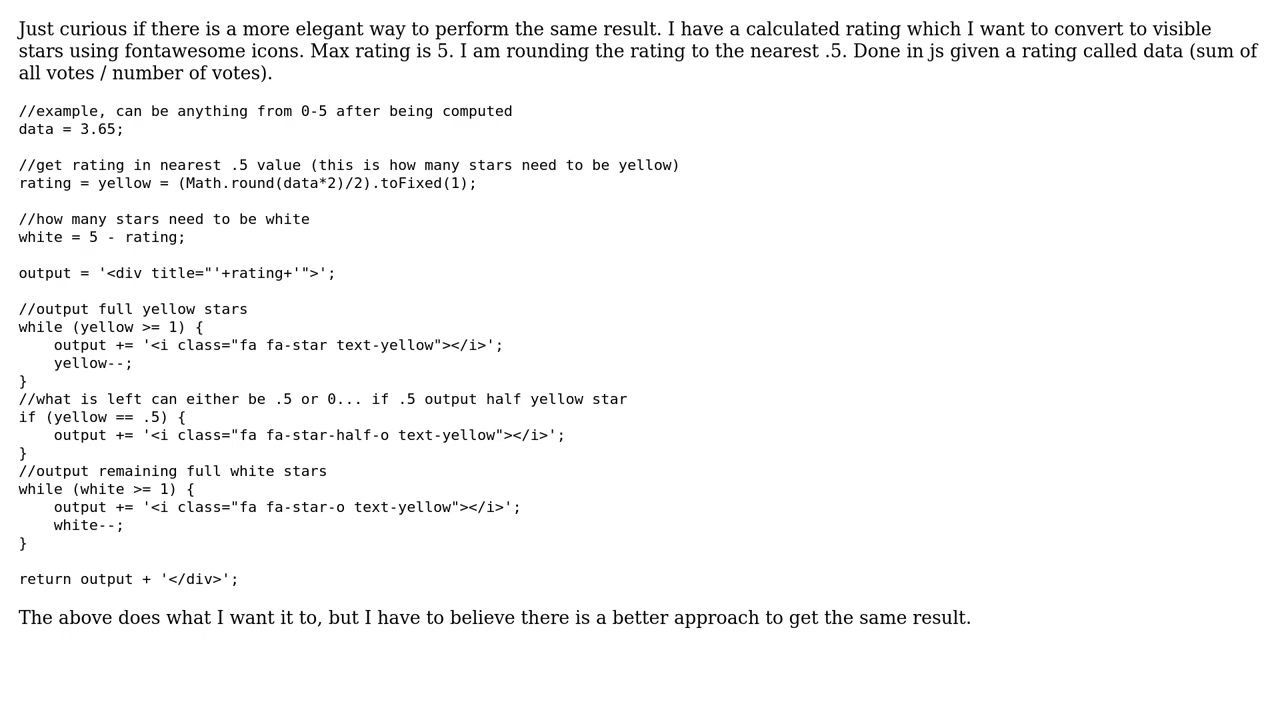 Just curious if there is a more elegant way to perform the same result. I have a calculated rating which I want to convert to visible
stars using fontawesome icons. Max rating is 5. I am rounding the rating to the nearest .5. Done in js given a rating called data (sum of
all votes / number of votes).
//example, can be anything from 0-5 after being computed
data = 3.65;
//get rating in nearest .5 value (this is how many stars need to be yellow)
rating = yellow = (Math.round(data*2)/2).toFixed(1);
//how many stars need to be white
white = 5 - rating;
output = '<div title="'+rating+'">';
//output full yellow stars
while (yellow >= 1) {
    output += '<i class="fa fa-star text-yellow"></i>';
    yellow--;
}
//what is left can either be .5 or 0... if .5 output half yellow star
if (yellow == .5) {
    output += '<i class="fa fa-star-half-o text-yellow"></i>';
}
//output remaining full white stars
while (white >= 1) {
    output += '<i class="fa fa-star-o text-yellow"></i>';
    white--;
}
return output + '</div>';
The above does what I want it to, but I have to believe there is a better approach to get the same result.